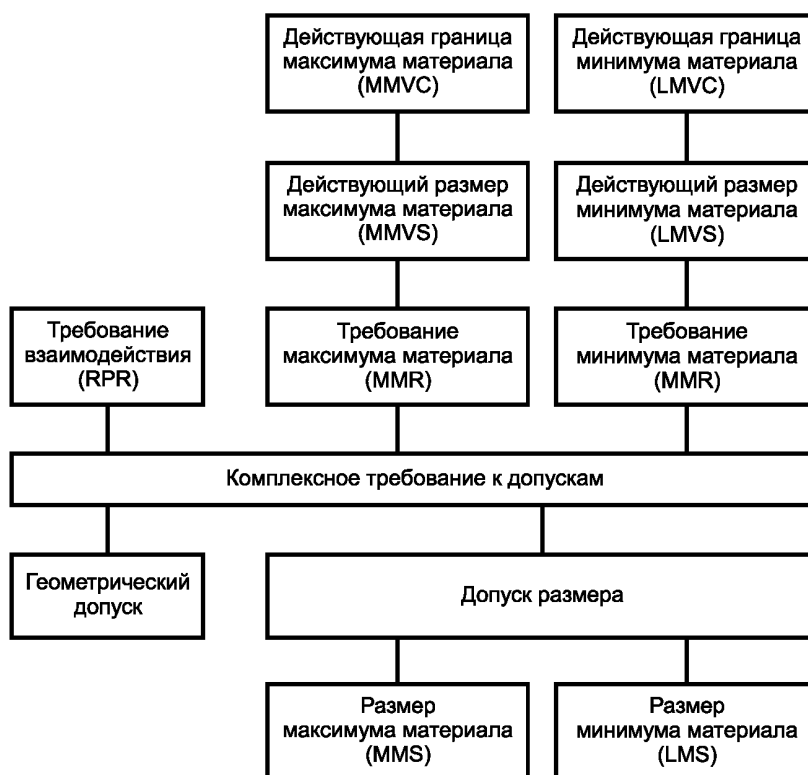 Действующая граница
максимума материала
(MMVC)
Действующая граница
минимума материала
(LMVC)
Действующий размер
максимума материала
(MMVS)
Действующий размер
минимума материала
(LMVS)
Требование
взаимодействия
(RPR)
Требование
максимума материала
(MMR)
Требование
минимума материала
(MMR)
Комплексное требование к допускам
Геометрический
допуск
Допуск размера
Размер
максимума материала
(MMS)
Размер
минимума материала
(LMS)